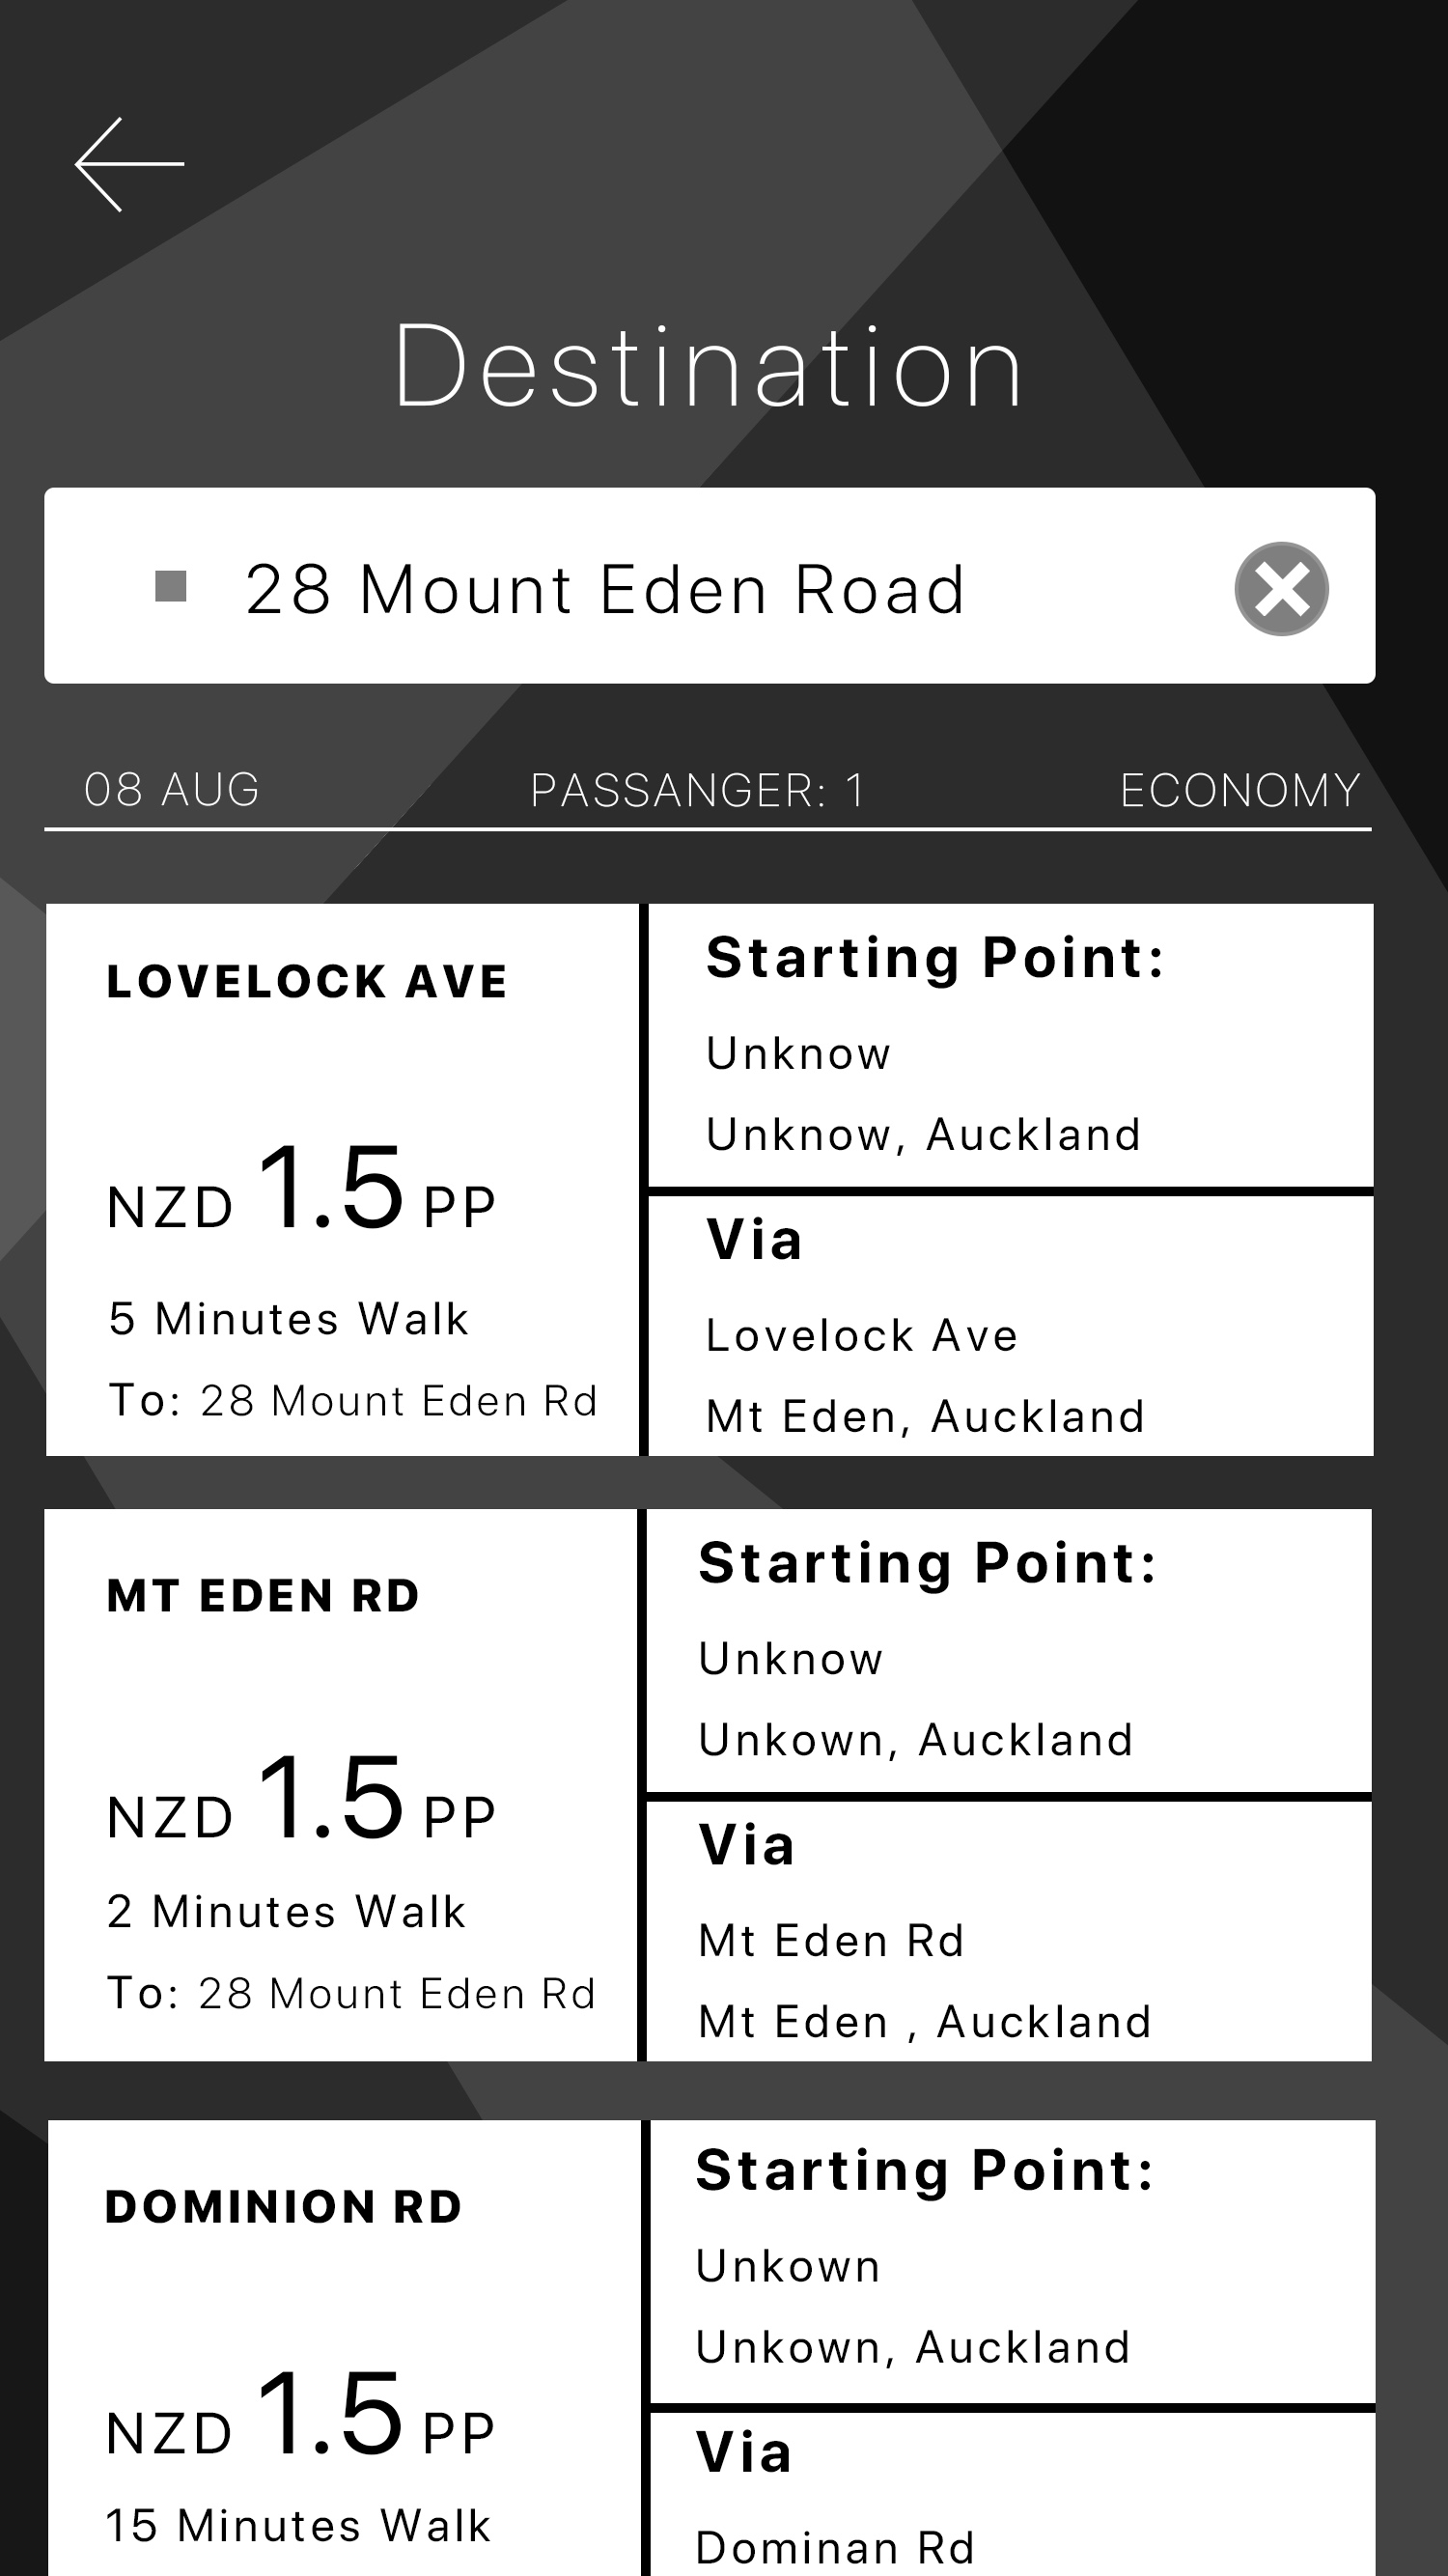 Destination
28 Mount Eden Road
08 AUG PASSANGER: 1 ECONOMY
LOVELOCK AVE
NZD 1.5 PP
5 Minutes Walk
To: 28 Mount Eden Rd
Starting Point:
Unknow
Unknow, Auckland
Via
Lovelock Ave
Mt Eden, Auckland
MT EDEN RD
NZD 1.5 PP
2 Minutes Walk
To: 28 Mount Eden Rd
Starting Point:
Unknow
Unkown, Auckland
Via
Mt Eden Rd
Mt Eden , Auckland
DOMINION RD
NZD 1.5 PP
15 Minutes Walk
Starting Point:
Unkown
Unkown, Auckland
Via
Dominan Rd